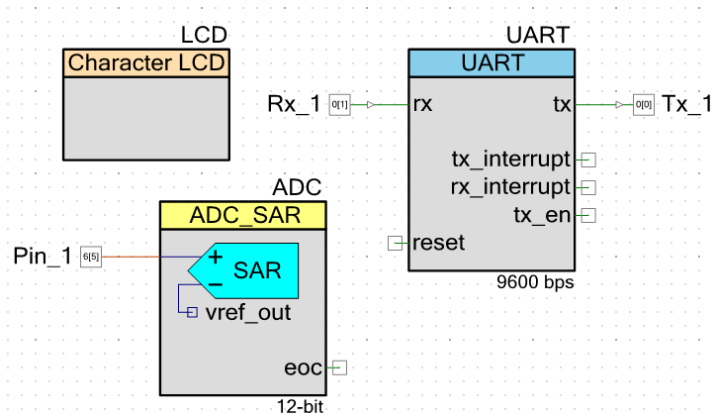 LCD
Character LCD
UART
UART
Rx_1
0[1]
rx
tx
0[0]
Tx_1
tx_interrupt
rx_interrupt
tx_en
reset
9600 bps
ADC
ADC_SAR
Pin_1
6[5]
+
SAR
−
vref_out
eoc
12-bit